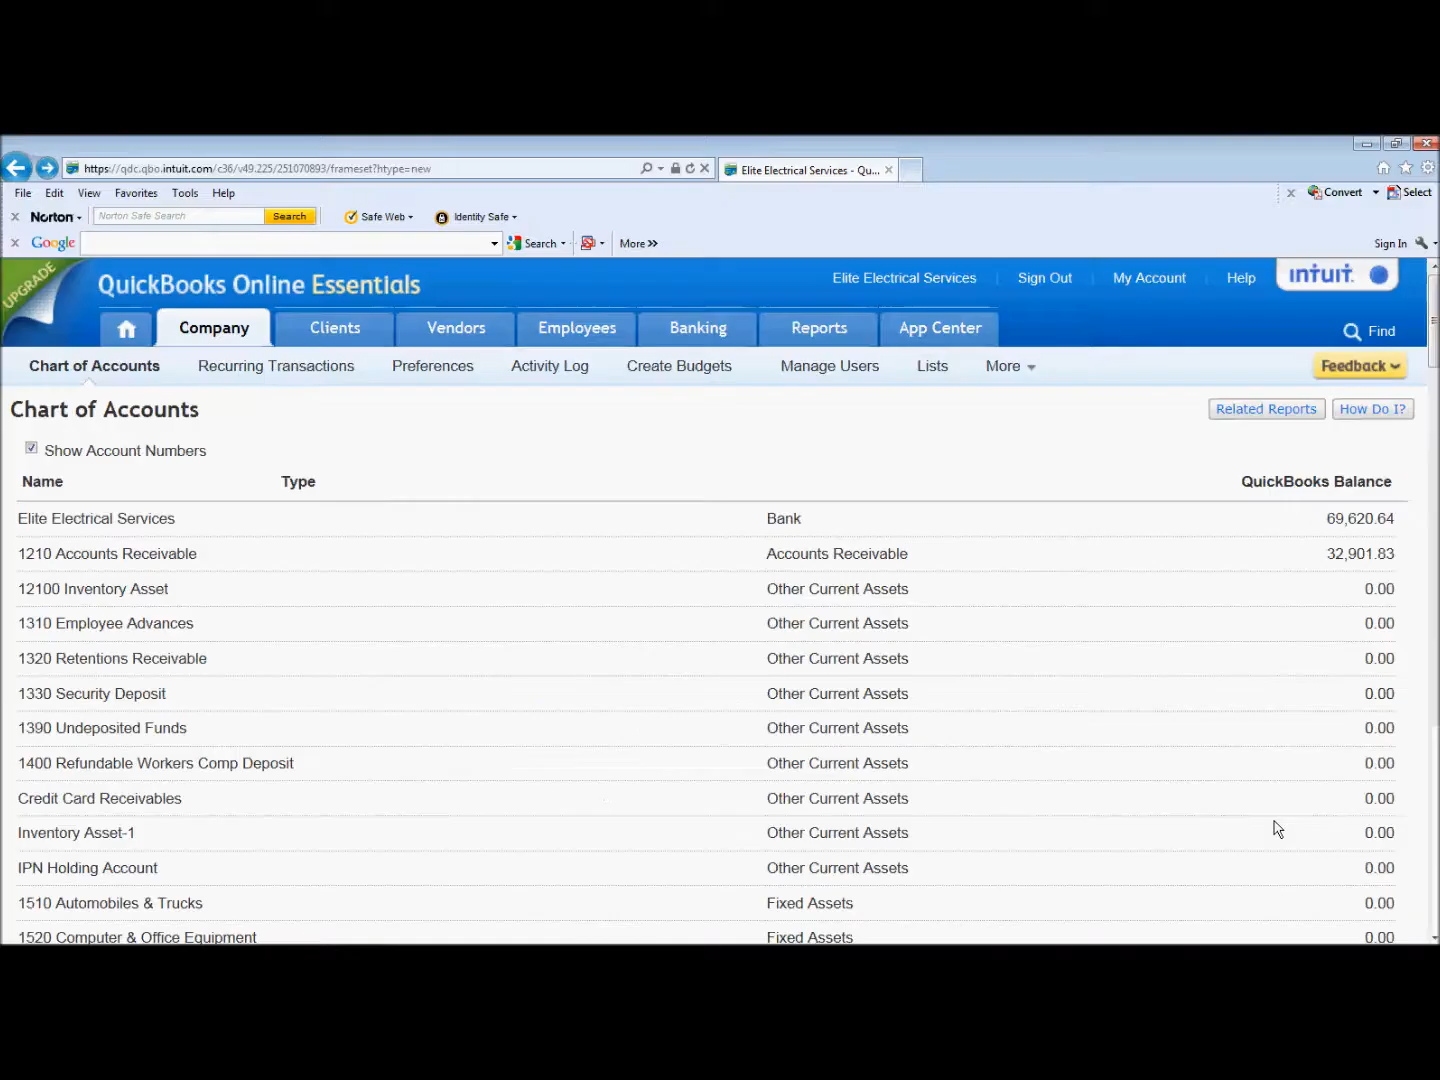 https://qdc.qbo.intuit.com/c36/v49.225/251070893/frameset?htype=new
Elite Electrical Services - Qu...
File Edit View Favorites Tools Help
Convert Select
Norton Norton Safe Search Search Safe Web Identity Safe
Google Search More >> Sign In
UPGRADE
QuickBooks Online Essentials
Elite Electrical Services Sign Out My Account Help intuit.
Company Clients Vendors Employees Banking Reports App Center
Find
Chart of Accounts Recurring Transactions Preferences Activity Log Create Budgets Manage Users Lists More Feedback
Chart of Accounts Related Reports How Do I?
Show Account Numbers
Name Type QuickBooks Balance
Elite Electrical Services Bank 69,620.64
1210 Accounts Receivable Accounts Receivable 32,901.83
12100 Inventory Asset Other Current Assets 0.00
1310 Employee Advances Other Current Assets 0.00
1320 Retentions Receivable Other Current Assets 0.00
1330 Security Deposit Other Current Assets 0.00
1390 Undeposited Funds Other Current Assets 0.00
1400 Refundable Workers Comp Deposit Other Current Assets 0.00
Credit Card Receivables Other Current Assets 0.00
Inventory Asset-1 Other Current Assets 0.00
IPN Holding Account Other Current Assets 0.00
1510 Automobiles & Trucks Fixed Assets 0.00
1520 Computer & Office Equipment Fixed Assets 0.00